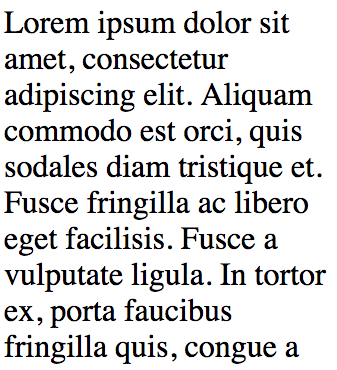 Lorem ipsum dolor sit
amet, consectetur
adipiscing elit. Aliquam
commodo est orci, quis
sodales diam tristique et.
Fusce fringilla ac libero
eget facilisis. Fusce a
vulputate ligula. In tortor
ex, porta faucibus
fringilla quis, congue a